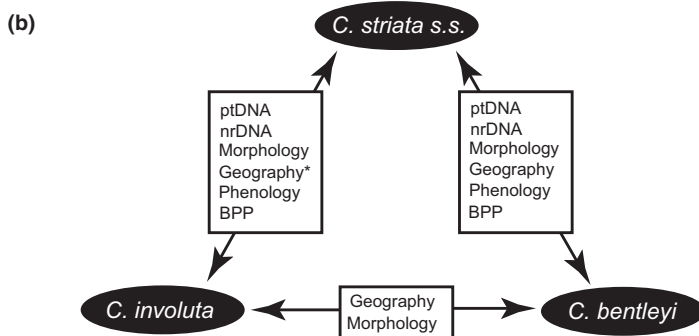 (b)
C. striata s.s.
ptDNA
nrDNA
Morphology
Geography*
Phenology
BPP
ptDNA
nrDNA
Morphology
Geography
Phenology
BPP
C. involuta
Geography
Morphology
C. bentleyi